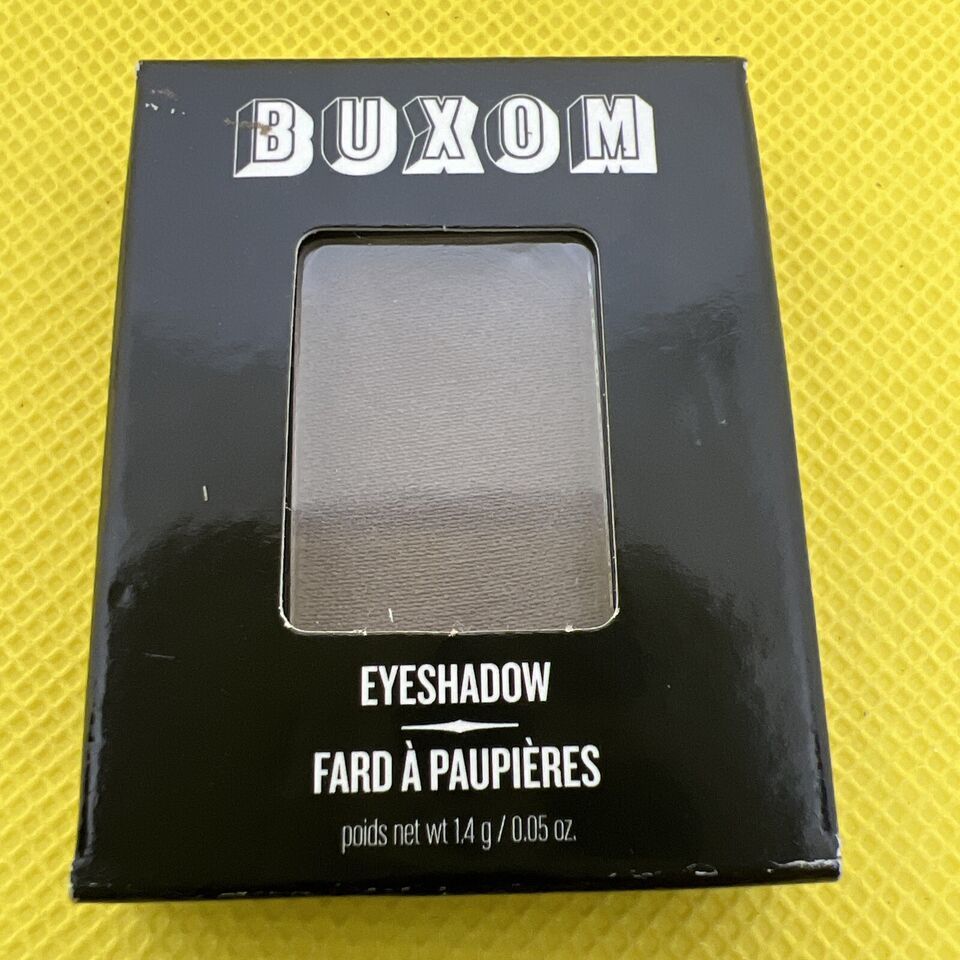 BUXOM
EYESHADOW
FARD À PAUPIÈRES
poids net wt 1.4 g / 0.05 oz.